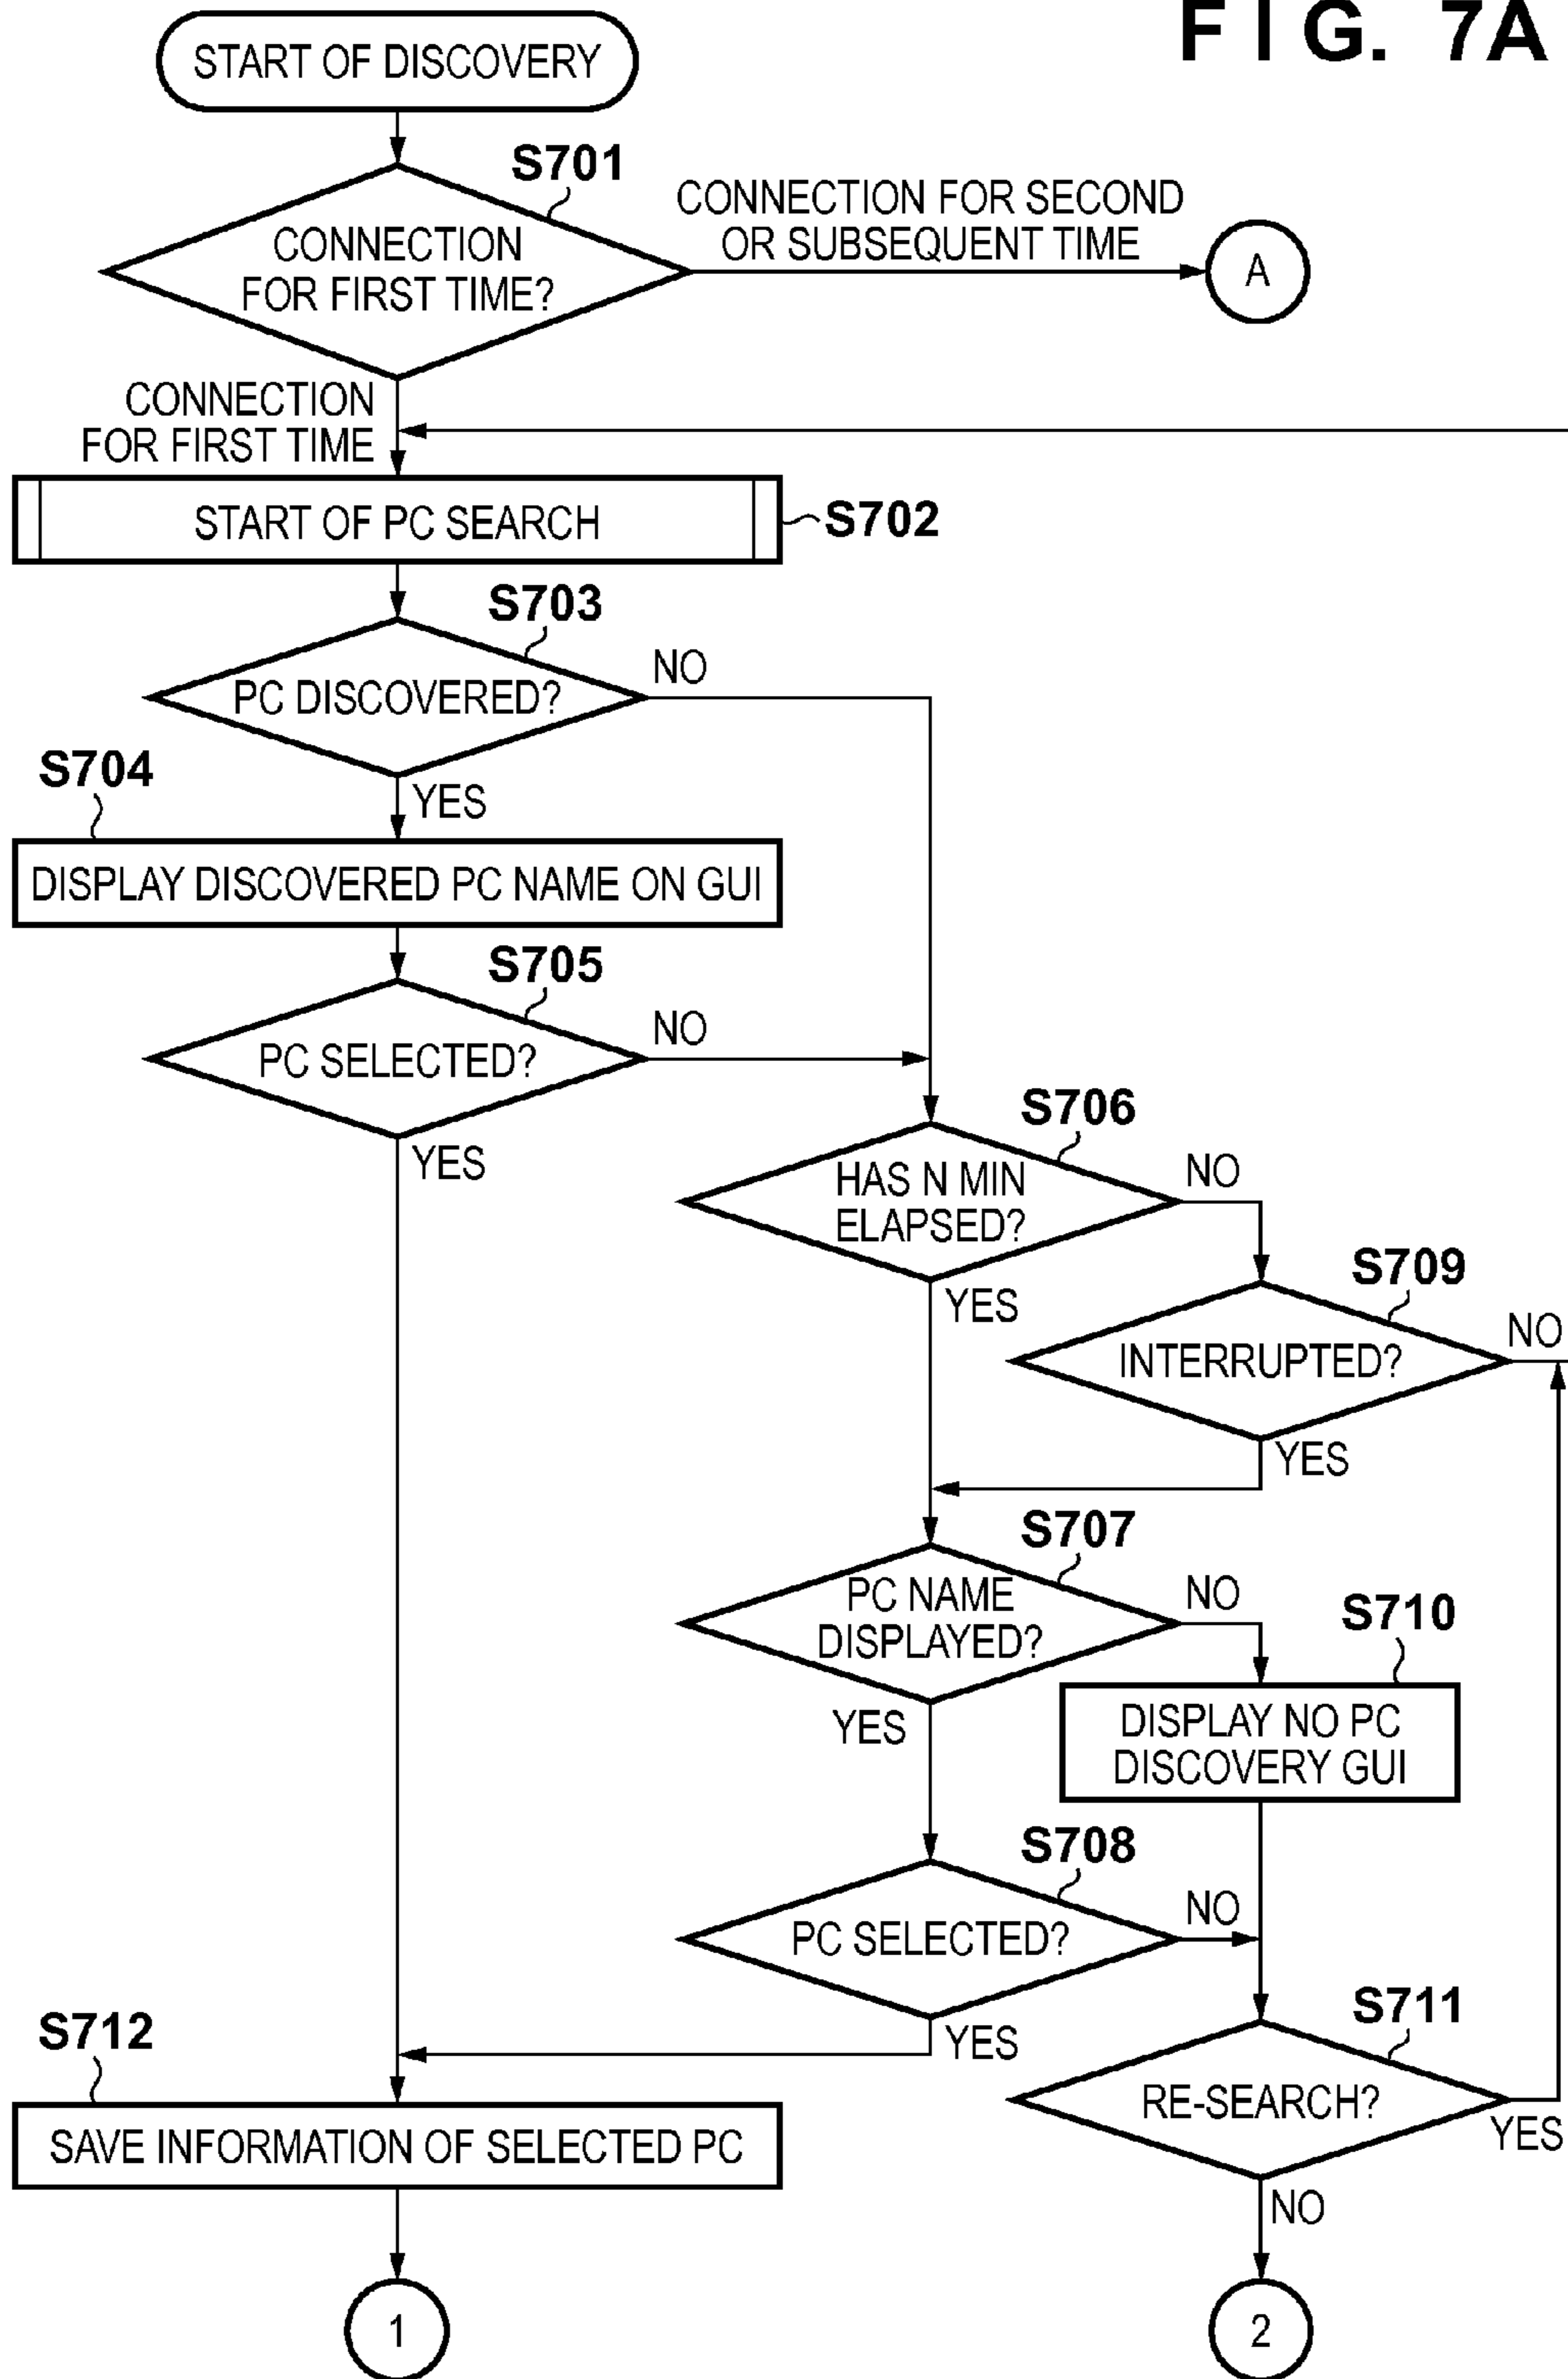 F I G. 7A
START OF DISCOVERY
S701
CONNECTION
FOR FIRST TIME?
CONNECTION FOR SECOND
OR SUBSEQUENT TIME
A
CONNECTION
FOR FIRST TIME
START OF PC SEARCH
S702
S703
PC DISCOVERED?
NO
YES
S704
DISPLAY DISCOVERED PC NAME ON GUI
S705
PC SELECTED?
NO
YES
S706
HAS N MIN
ELAPSED?
NO
YES
S709
INTERRUPTED?
NO
YES
S707
PC NAME
DISPLAYED?
NO
YES
S710
DISPLAY NO PC
DISCOVERY GUI
S708
PC SELECTED?
NO
YES
S711
RE-SEARCH?
YES
NO
S712
SAVE INFORMATION OF SELECTED PC
1
2